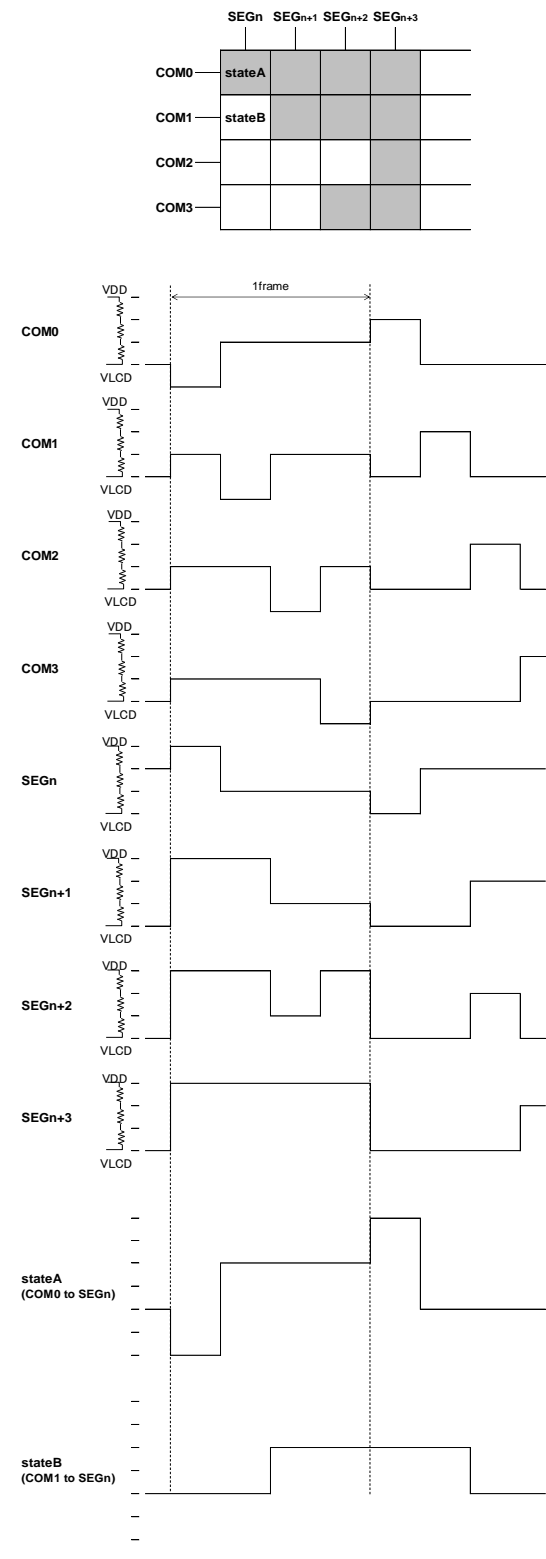 SEGn SEGn+1 SEGn+2 SEGn+3
COM0 stateA
COM1 stateB
COM2
COM3
VDD 1frame
COM0
VLCD
VDD
COM1
VLCD
VDD
COM2
VLCD
VDD
COM3
VLCD
VDD
SEGn
VLCD
VDD
SEGn+1
VLCD
VDD
SEGn+2
VLCD
VDD
SEGn+3
VLCD
stateA
(COM0 to SEGn)
stateB
(COM1 to SEGn)